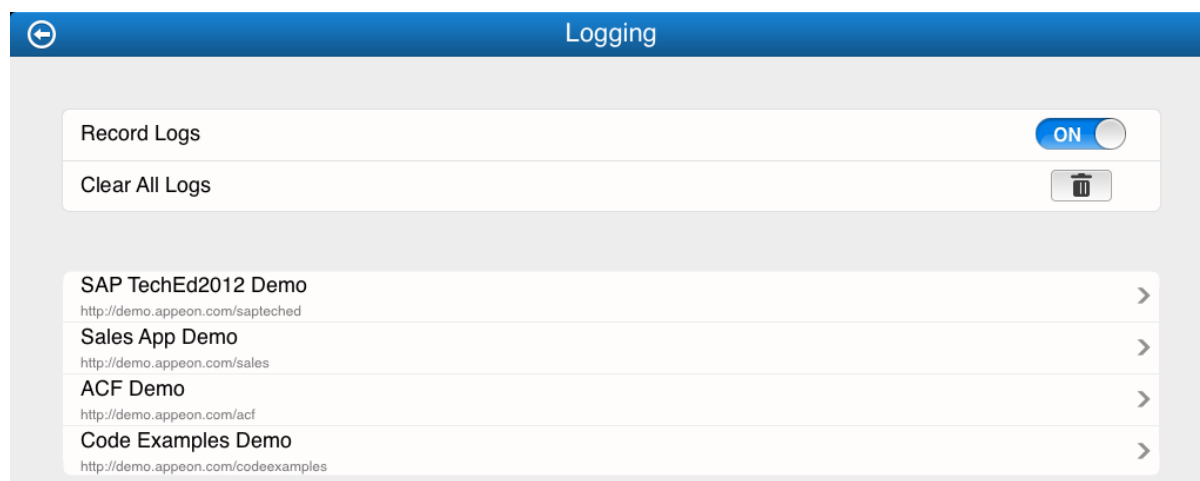 Logging
Record Logs
ON
Clear All Logs
SAP TechEd2012 Demo
http://demo.appeon.com/sapteched
Sales App Demo
http://demo.appeon.com/sales
ACF Demo
http://demo.appeon.com/acf
Code Examples Demo
http://demo.appeon.com/codeexamples